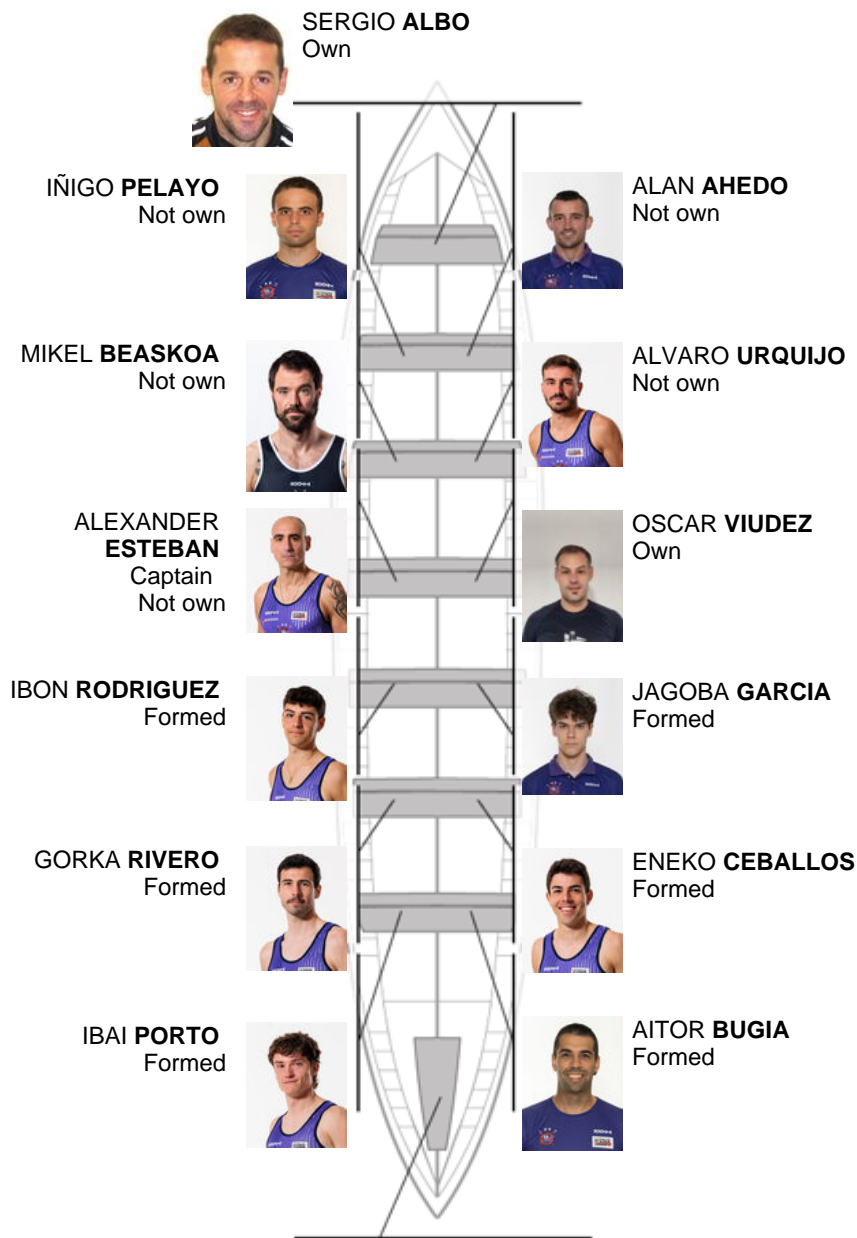 SERGIO ALBO
Own
IÑIGO PELAYO
Not own
ALAN AHEDO
Not own
MIKEL BEASKOA
Not own
ALVARO URQUIJO
Not own
ALEXANDER
ESTEBAN
Captain
Not own
OSCAR VIUDEZ
Own
IBON RODRIGUEZ
Formed
JAGOBA GARCIA
Formed
GORKA RIVERO
Formed
ENEKO CEBALLOS
Formed
IBAI PORTO
Formed
AITOR BUGIA
Formed